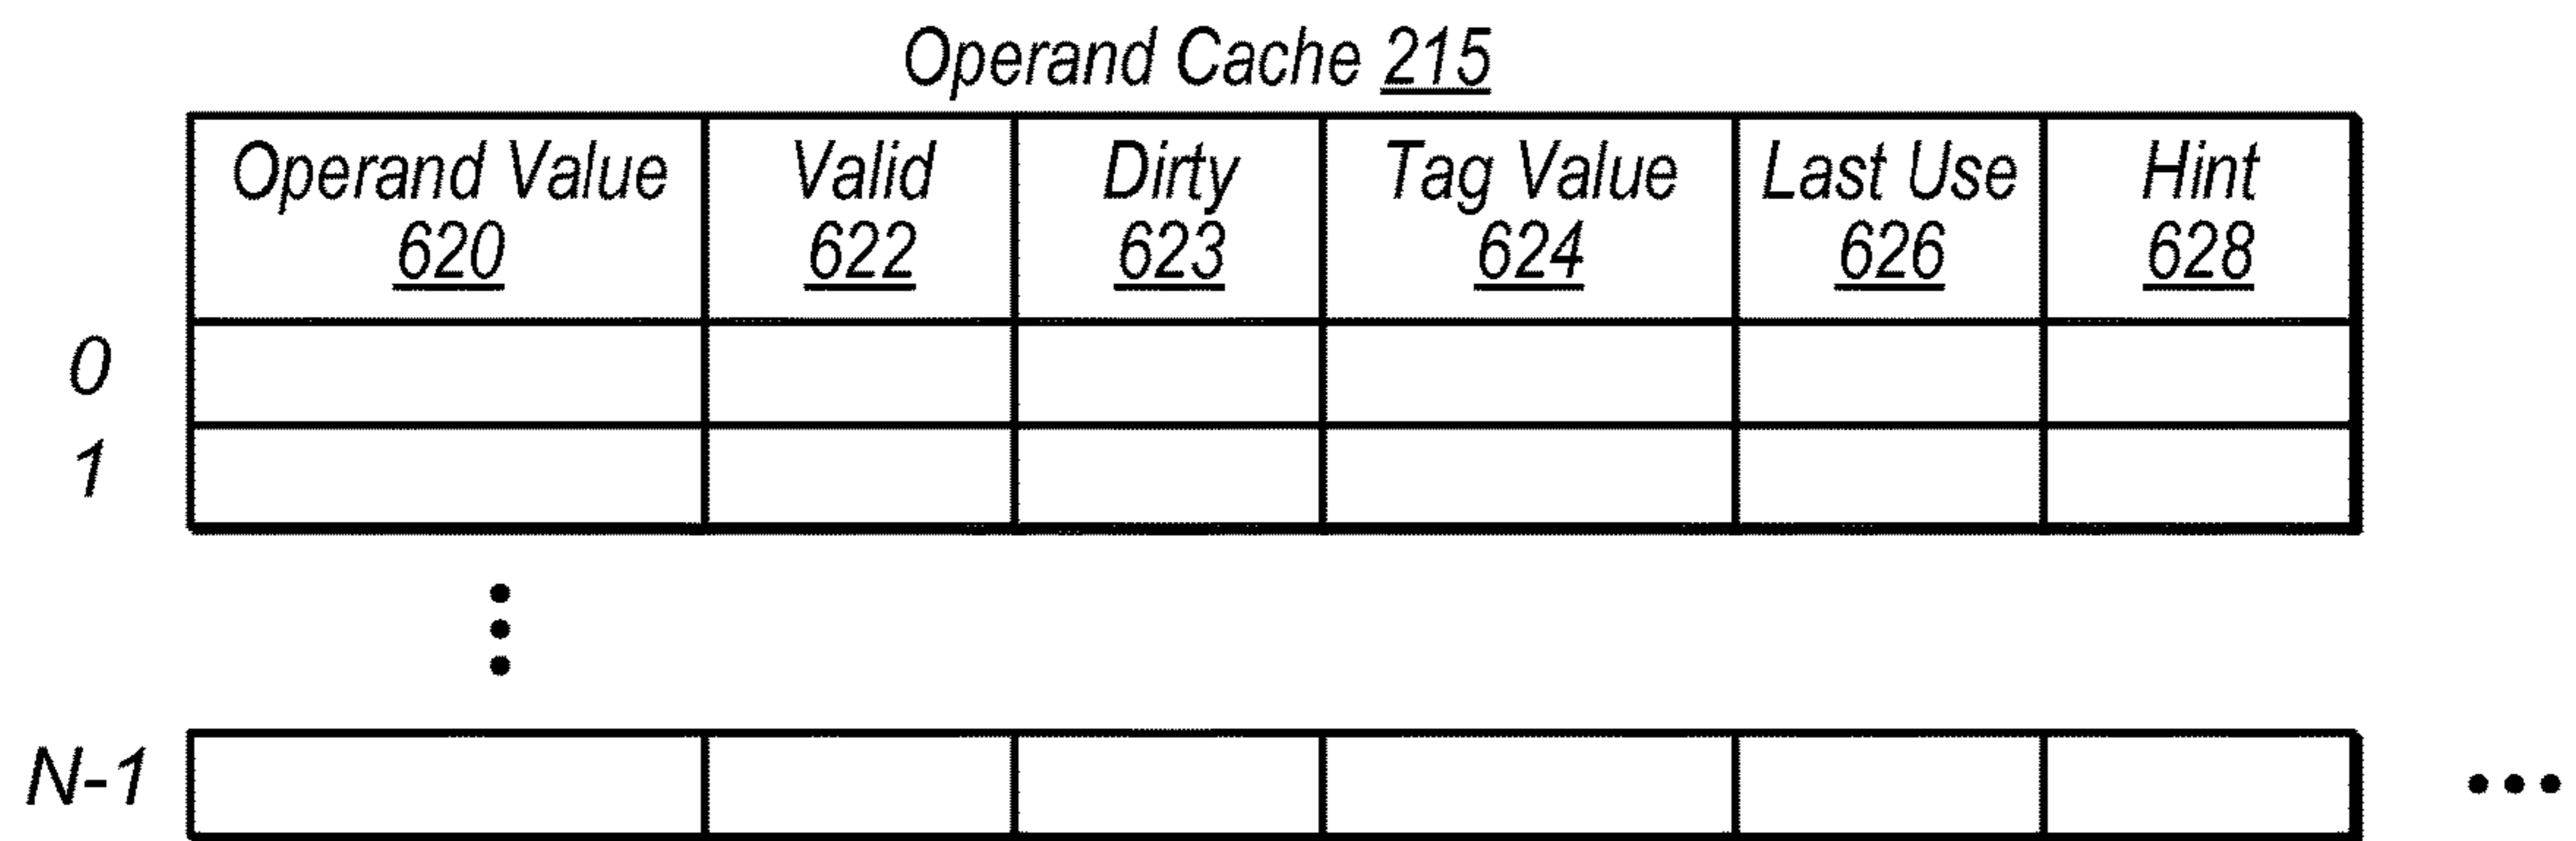 Operand Cache 215
Operand Value Valid Dirty Tag Value Last Use Hint
620 622 623 624 626 628
0
1
N-1